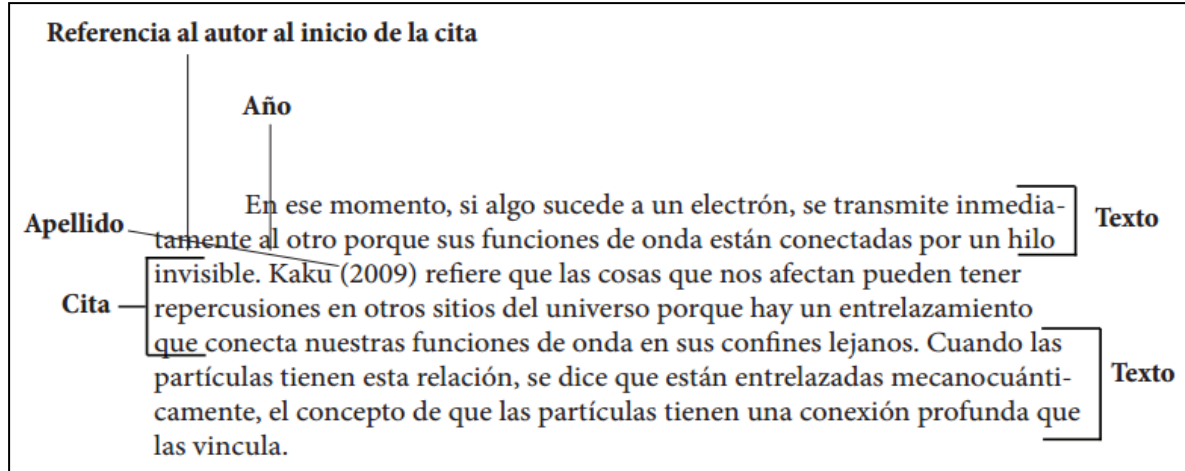 Referencia al autor al inicio de la cita
Año
En ese momento, si algo sucede a un electrón, se transmite inmedia-
Apellido
Texto
tamente al otro porque sus funciones de onda están conectadas por un hilo
invisible. Kaku (2009) refiere que las cosas que nos afectan pueden tener
Cita
repercusiones en otros sitios del universo porque hay un entrelazamiento
que conecta nuestras funciones de onda en sus confines lejanos. Cuando las
partículas tienen esta relación, se dice que están entrelazadas mecanocuánti-
Texto
camente, el concepto de que las partículas tienen una conexión profunda que
las vincula.